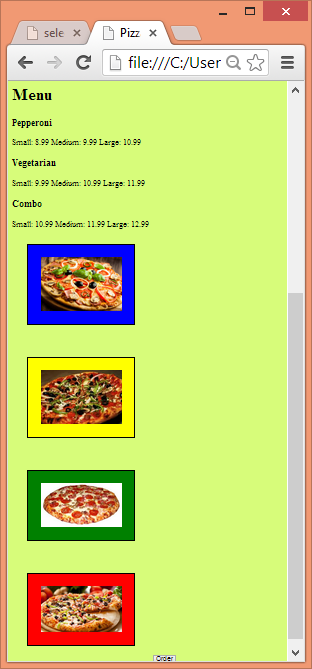 sele
Pizz
file:///C:/User
Menu
Pepperoni
Small: 8.99 Medium: 9.99 Large: 10.99
Vegetarian
Small: 9.99 Medium: 10.99 Large: 11.99
Combo
Small: 10.99 Medium: 11.99 Large: 12.99
Order